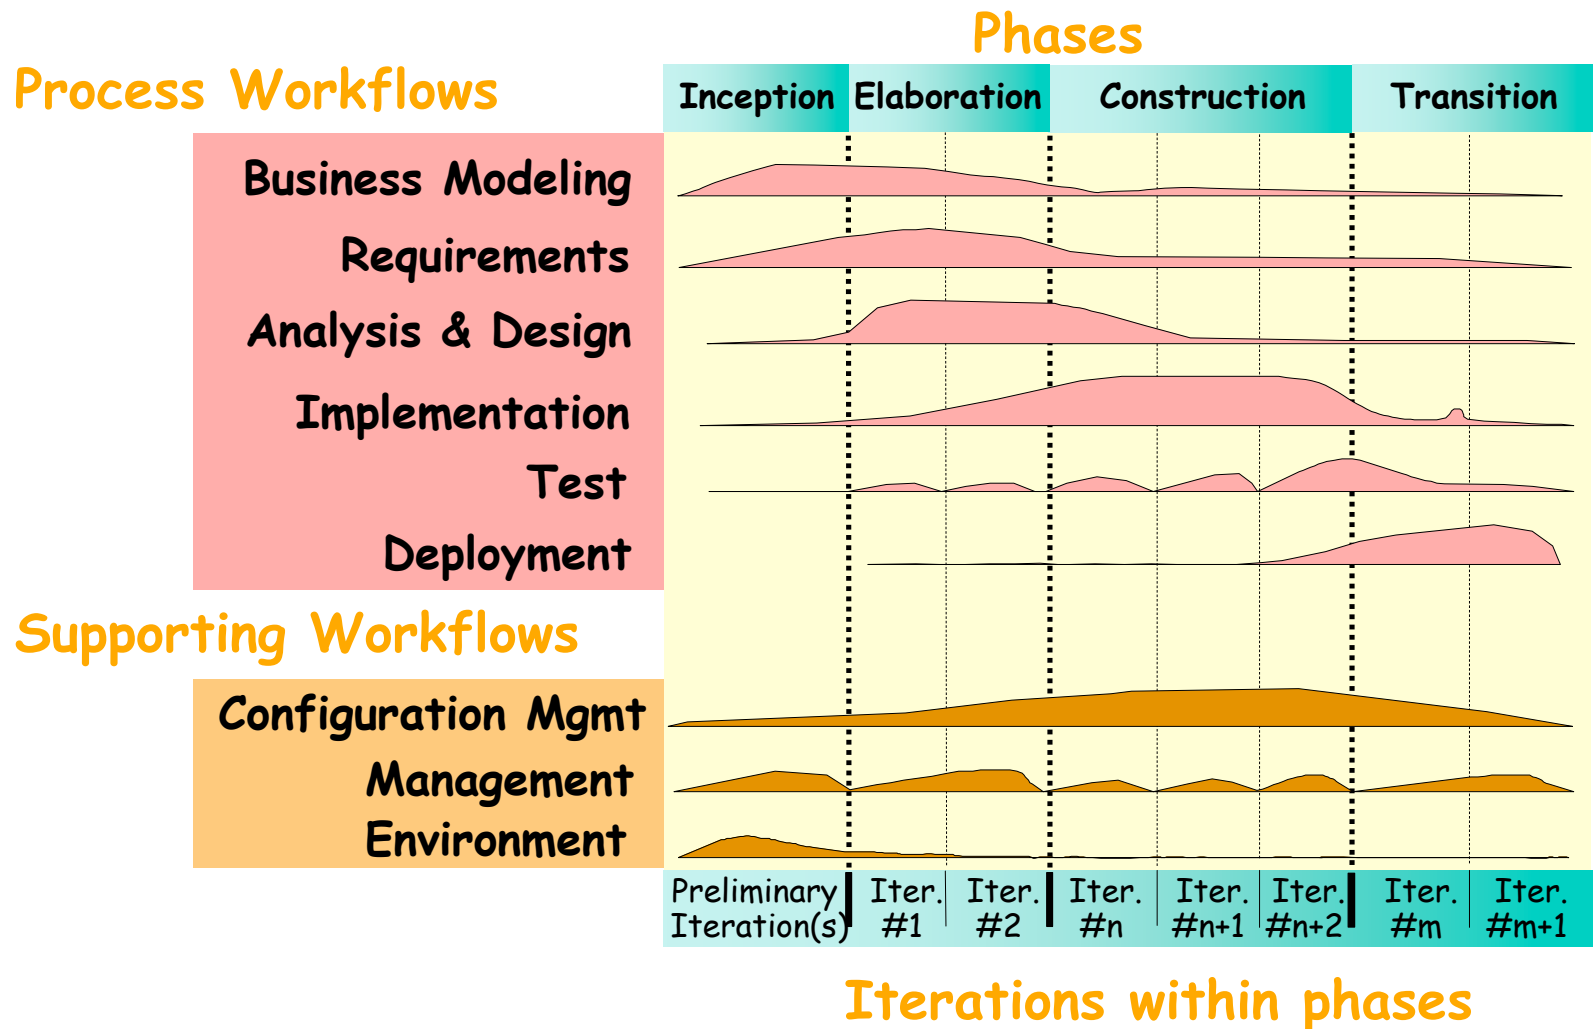 Phases
Process Workflows
Inception Elaboration Construction Transition
Business Modeling
Requirements
Analysis & Design
Implementation
Test
Deployment
Supporting Workflows
Configuration Mgmt
Management
Environment
Preliminary Iter. Iter. Iter. Iter. Iter. Iter. Iter.
Iteration(s) #1 #2 #n #n+1 #n+2 #m #m+1
Iterations within phases